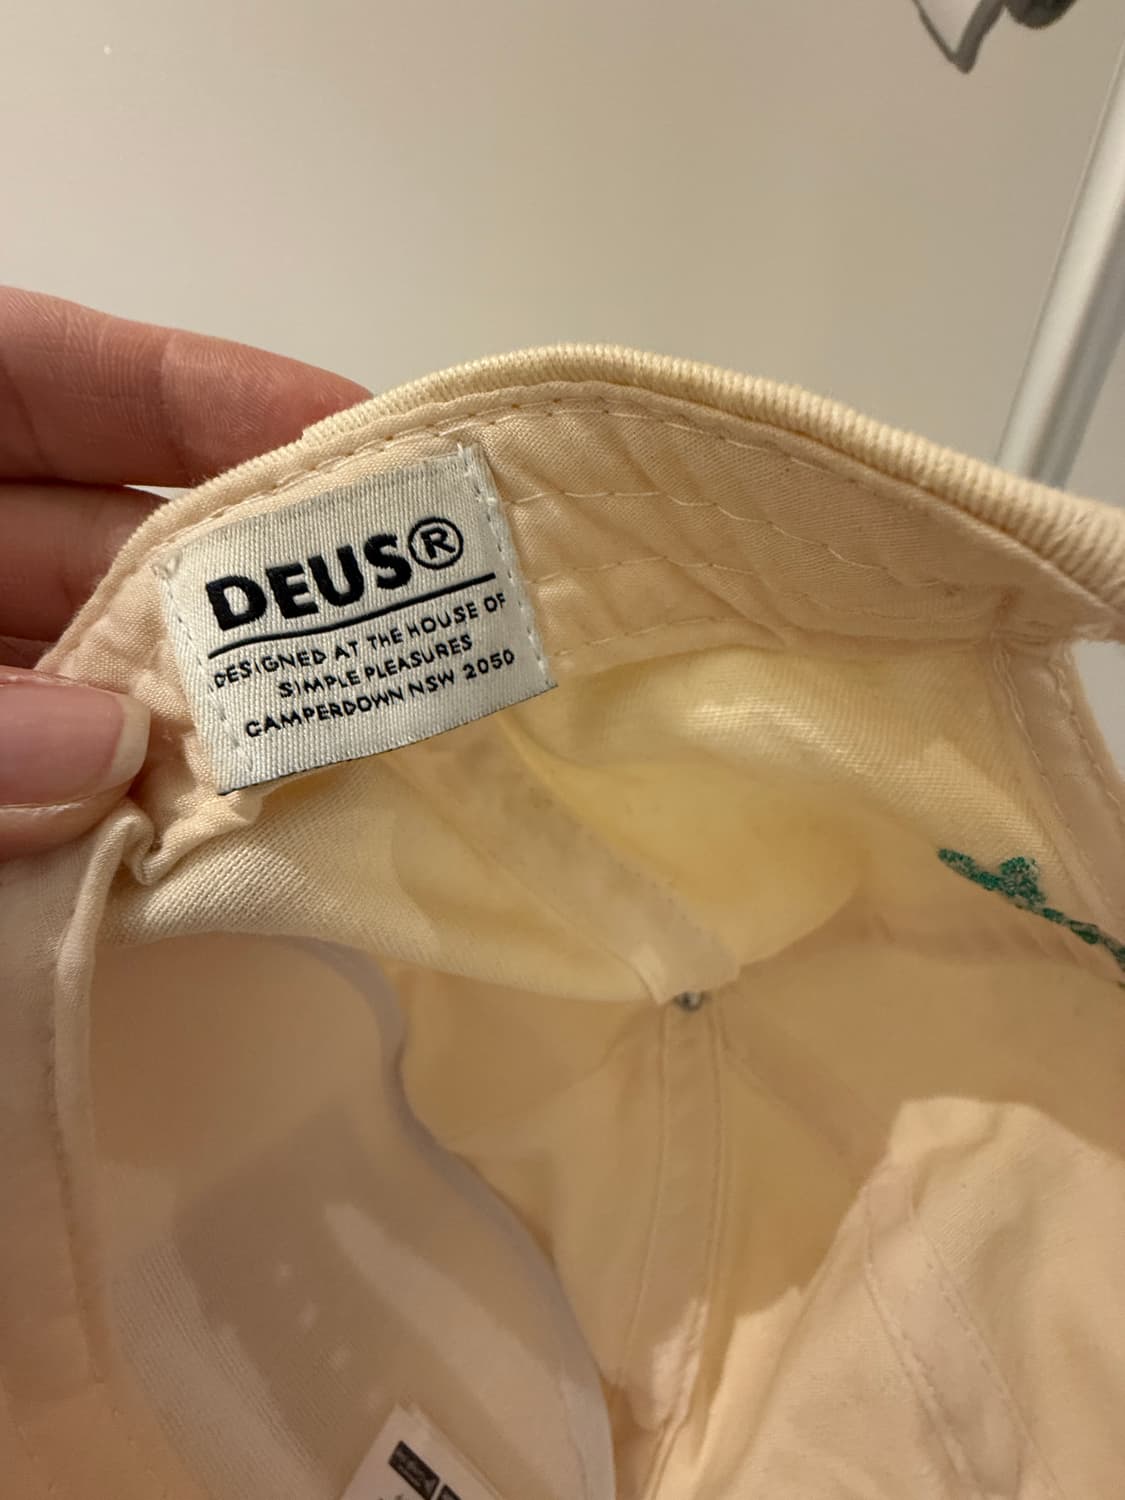 DEUS®
DESIGNED AT THE HOUSE OF
SIMPLE PLEASURES
CAMPERDOWN NSW 2050